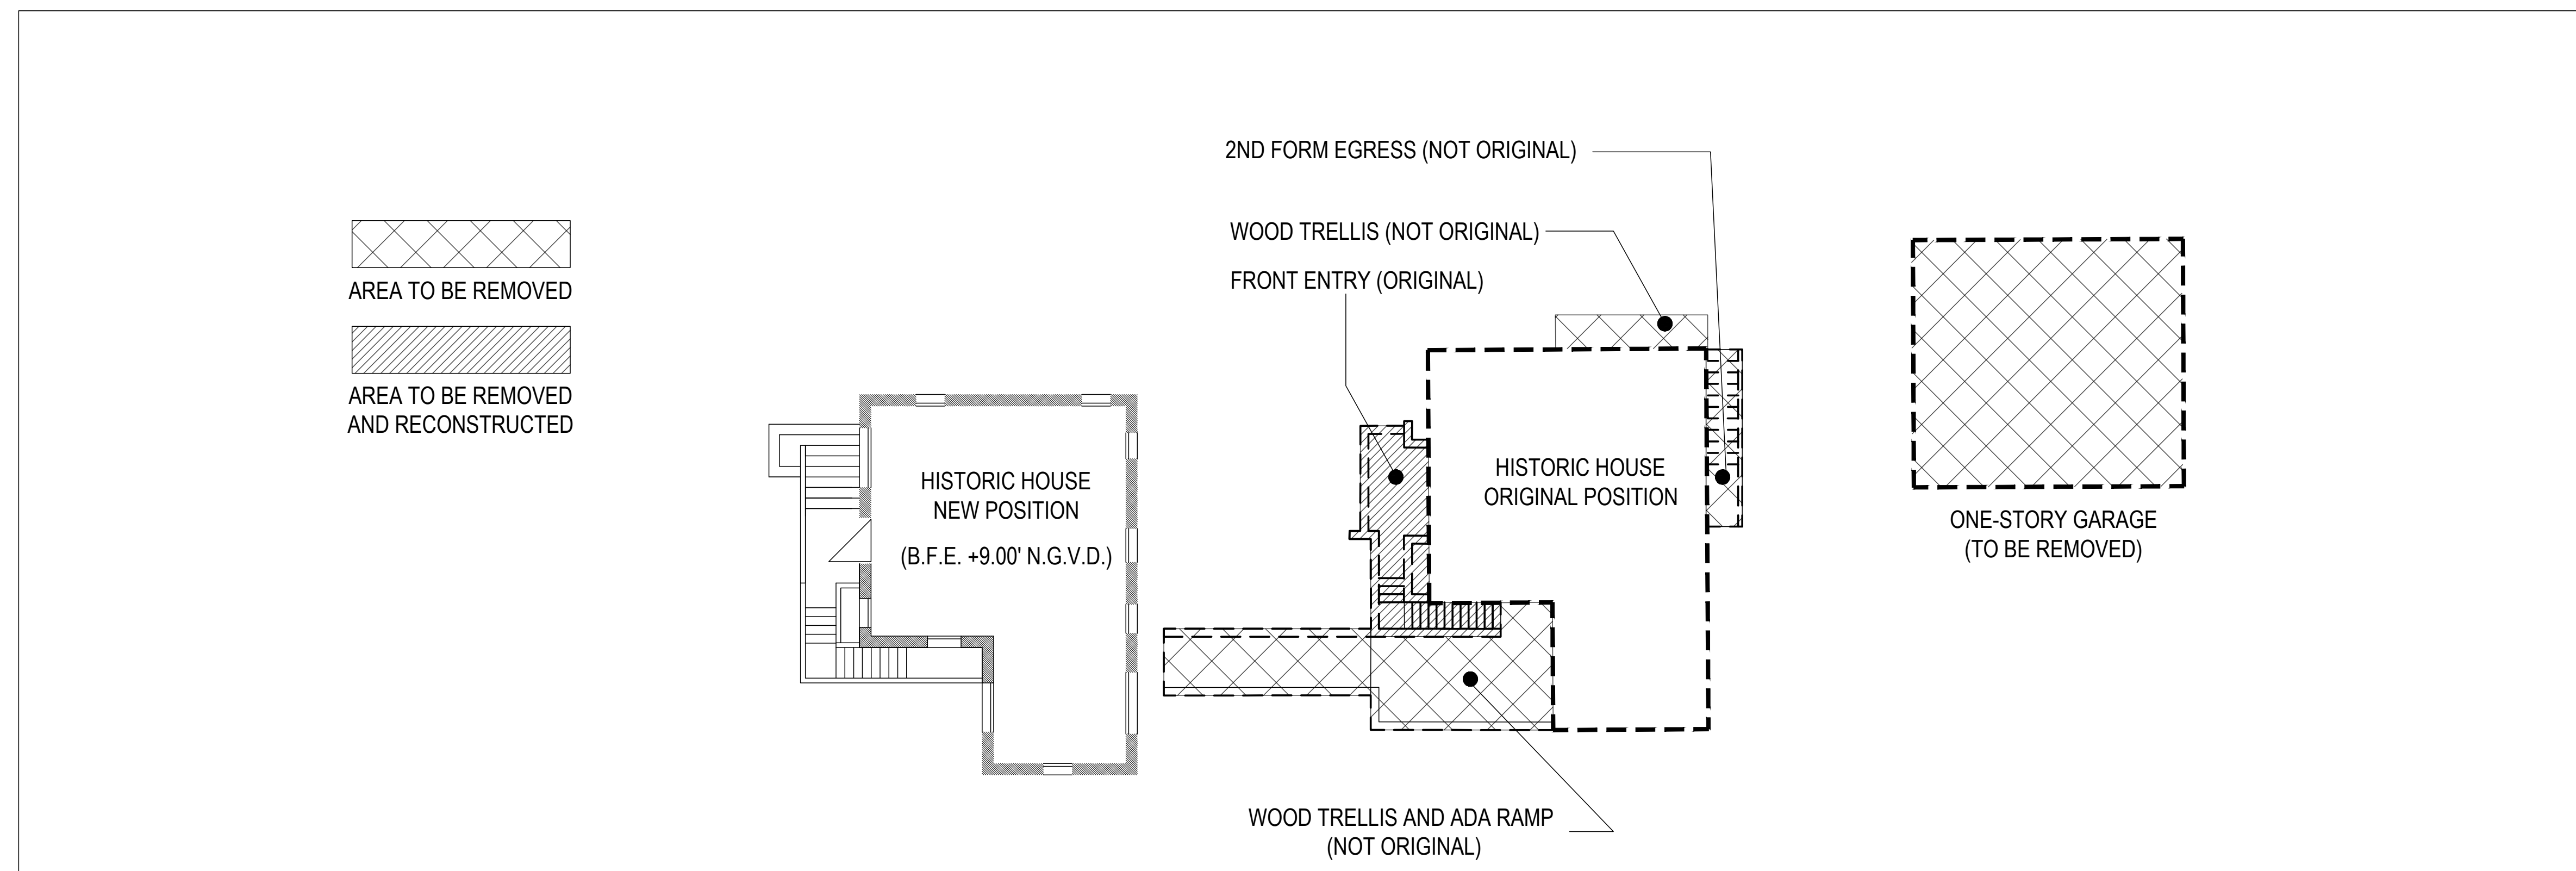 2ND FORM EGRESS (NOT ORIGINAL)
WOOD TRELLIS (NOT ORIGINAL)
FRONT ENTRY (ORIGINAL)
AREA TO BE REMOVED
AREA TO BE REMOVED
AND RECONSTRUCTED
HISTORIC HOUSE
NEW POSITION
(B.F.E. +9.00' N.G.V.D.)
HISTORIC HOUSE
ORIGINAL POSITION
ONE-STORY GARAGE
(TO BE REMOVED)
WOOD TRELLIS AND ADA RAMP
(NOT ORIGINAL)